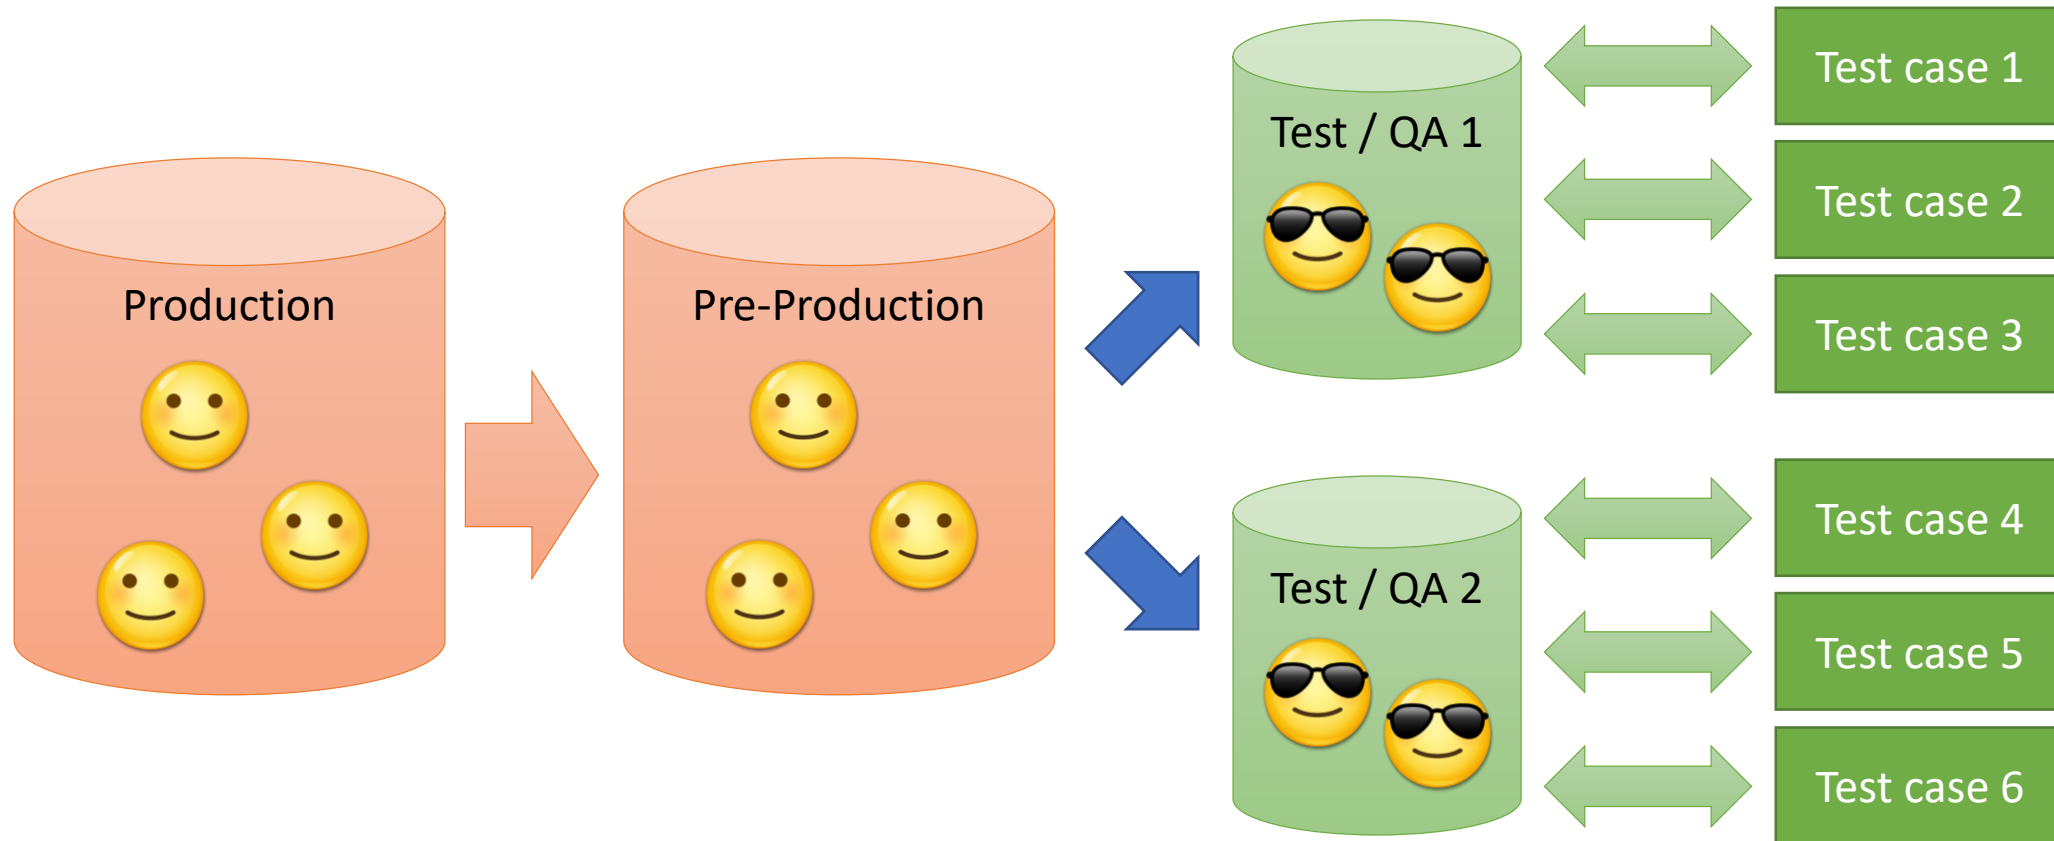 Production
Pre-Production
Test / QA 1
Test case 1
Test case 2
Test case 3
Test / QA 2
Test case 4
Test case 5
Test case 6